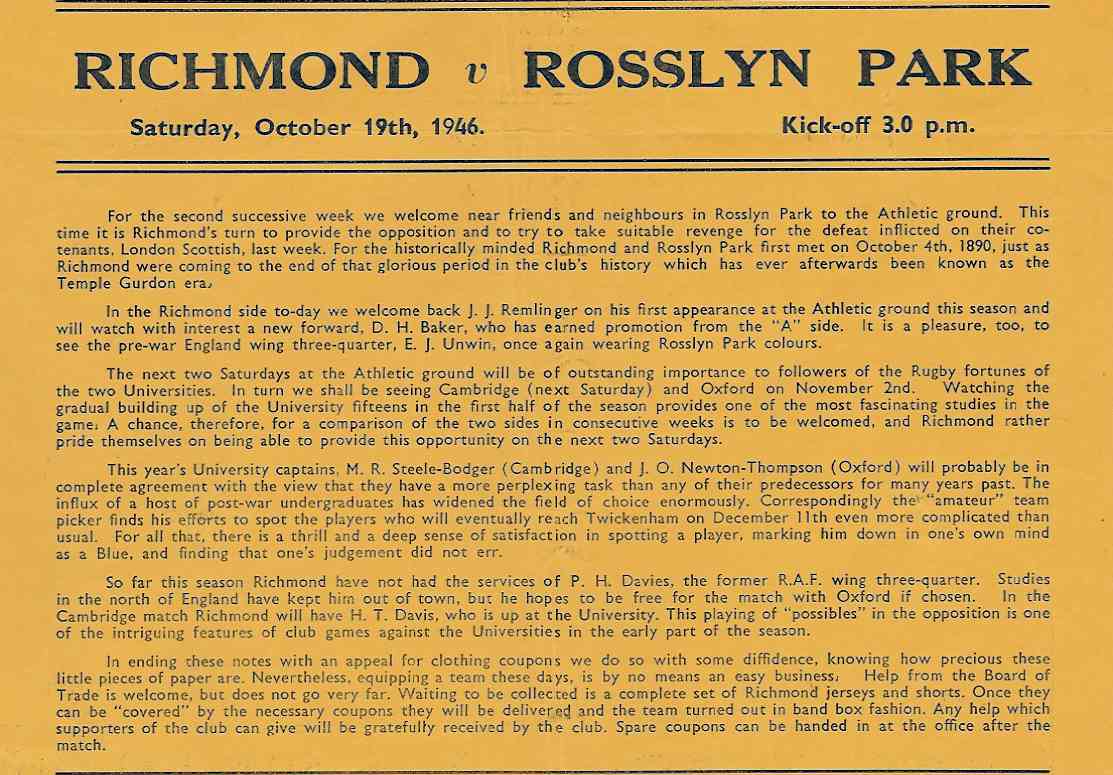 RICHMOND v ROSSLYN PARK
Saturday, October 19th, 1946. Kick-off 3.0 p.m.
For the second successive week we welcome near friends and neighbours in Rosslyn Park to the Athletic ground. This
time it is Richmond's turn to provide the opposition and to try to take suitable revenge for the defeat inflicted on their co-
tenants, London Scottish, last week. For the historically minded Richmond and Rosslyn Park first met on October 4th, 1890, just as
Richmond were coming to the end of that glorious period in the club's history which has ever afterwards been known as the
Temple Gurdon era.
In the Richmond side to-day we welcome back J. J. Remlinger on his first appearance at the Athletic ground this season and
will watch with interest a new forward, D. H. Baker, who has earned promotion from the "A" side. It is a pleasure, too, to
see the pre-war England wing three-quarter, E. J. Unwin, once again wearing Rosslyn Park colours.
The next two Saturdays at the Athletic ground will be of outstanding importance to followers of the Rugby fortunes of
the two Universities. In turn we shall be seeing Cambridge (next Saturday) and Oxford on November 2nd. Watching the
gradual building up of the University fifteens in the first half of the season provides one of the most fascinating studies in the
game. A chance, therefore, for a comparison of the two sides in consecutive weeks is to be welcomed, and Richmond rather
pride themselves on being able to provide this opportunity on the next two Saturdays.
This year's University captains, M. R. Steele-Bodger (Cambridge) and J. O. Newton-Thompson (Oxford) will probably be in
complete agreement with the view that they have a more perplexing task than any of their predecessors for many years past. The
influx of a host of post-war undergraduates has widened the field of choice enormously. Correspondingly the "amateur" team
picker finds his efforts to spot the players who will eventually reach Twickenham on December 11th even more complicated than
usual. For all that, there is a thrill and a deep sense of satisfaction in spotting a player, marking him down in one's own mind
as a Blue, and finding that one's judgement did not err.
So far this season Richmond have not had the services of P. H. Davies, the former R.A.F. wing three-quarter. Studies
in the north of England have kept him out of town, but he hopes to be free for the match with Oxford if chosen. In the
Cambridge match Richmond will have H. T. Davis, who is up at the University. This playing of "possibles" in the opposition is one
of the intriguing features of club games against the Universities in the early part of the season.
In ending these notes with an appeal for clothing coupons we do so with some diffidence, knowing how precious these
little pieces of paper are. Nevertheless, equipping a team these days, is by no means an easy business. Help from the Board of
Trade is welcome, but does not go very far. Waiting to be collected is a complete set of Richmond jerseys and shorts. Once they
can be "covered" by the necessary coupons they will be delivered and the team turned out in band box fashion. Any help which
supporters of the club can give will be gratefully received by the club. Spare coupons can be handed in at the office after the
match.